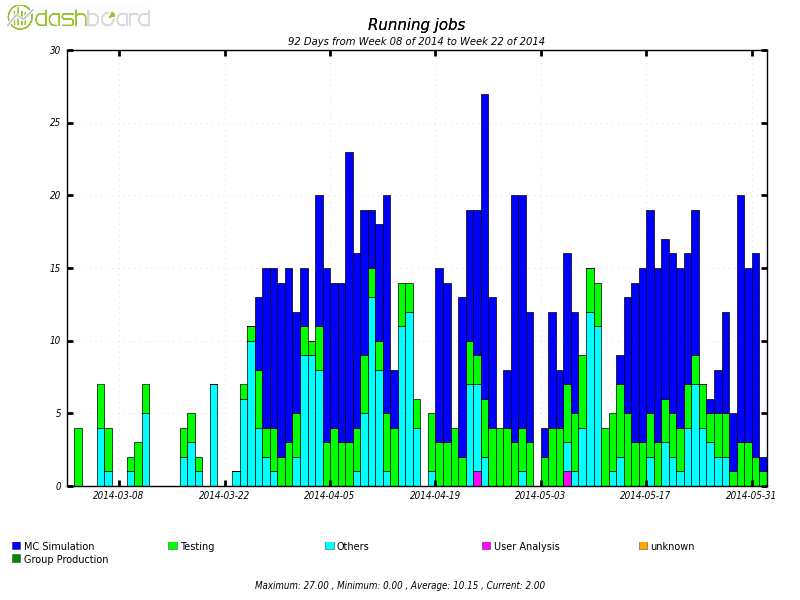 dashboard
Running jobs
92 Days from Week 08 of 2014 to Week 22 of 2014
30
25
20
15
10
5
0
2014-03-08 2014-03-22 2014-04-05 2014-04-19 2014-05-03 2014-05-17 2014-05-31
MC Simulation Testing Others User Analysis unknown
Group Production
Maximum: 27.00 , Minimum: 0.00 , Average: 10.15 , Current: 2.00